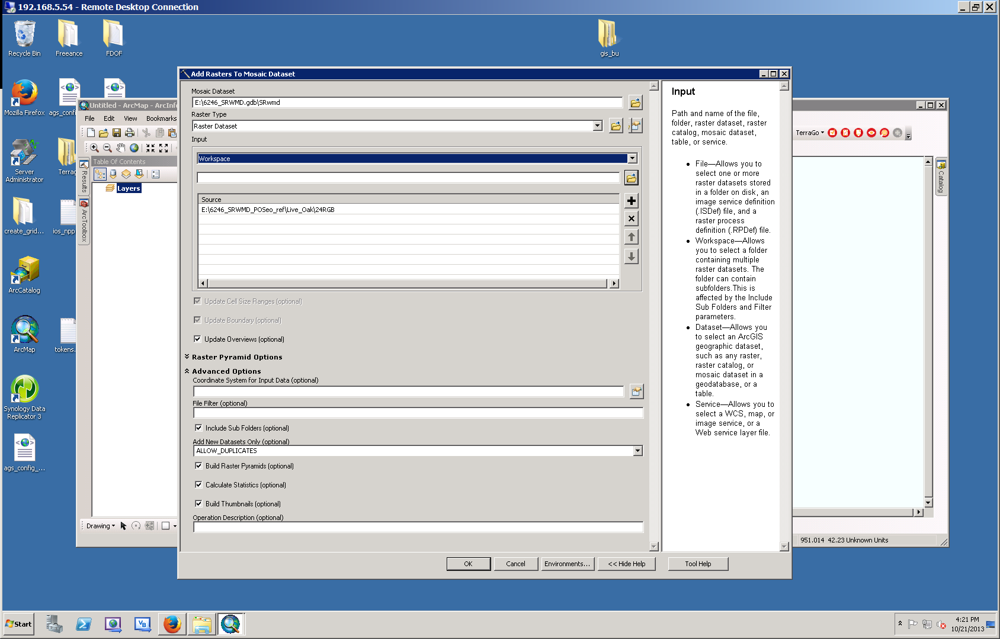 192.168.5.54 - Remote Desktop Connection
Recycle Bin
Freeance
FDOF
gis_bu
Mozilla Firefox
ags_confi
Server
Administrator
Terrag
create_grid...
ios_npp
ArcCatalog
ArcMap
tokens.
Synology Data
Replicator 3
ags_config_...
Untitled - ArcMap - ArcInfo
File Edit View Bookmarks
Table Of Contents
Layers
Results
ArcToolbox
Drawing
Add Rasters To Mosaic Dataset
Mosaic Dataset
E:\6246_SRWMD.gdb\SRwmd
Raster Type
Raster Dataset
Input
Workspace
Source
E:\6246_SRWMD_POSeo_ref\Live_Oak\24RGB
Update Cell Size Ranges (optional)
Update Boundary (optional)
Update Overviews (optional)
Raster Pyramid Options
Advanced Options
Coordinate System for Input Data (optional)
File Filter (optional)
Include Sub Folders (optional)
Add New Datasets Only (optional)
ALLOW_DUPLICATES
Build Raster Pyramids (optional)
Calculate Statistics (optional)
Build Thumbnails (optional)
Operation Description (optional)
OK
Cancel
Environments...
<< Hide Help
Tool Help
Input
Path and name of the file,
folder, raster dataset, raster
catalog, mosaic dataset,
table, or service.
• File—Allows you to
select one or more
raster datasets stored
in a folder on disk, an
image service definition
(.ISDef) file, and a
raster process
definition (.RPDef) file.
• Workspace—Allows
you to select a folder
containing multiple
raster datasets. The
folder can contain
subfolders.This is
affected by the Include
Sub Folders and Filter
parameters.
• Dataset—Allows you
to select an ArcGIS
geographic dataset,
such as any raster,
raster catalog, or
mosaic dataset in a
geodatabase, or a
table.
• Service—Allows you to
select a WCS, map, or
image service, or a
Web service layer file.
TerraGo
Catalog
951.014 42.23 Unknown Units
Start
VB
4:21 PM
10/21/2013